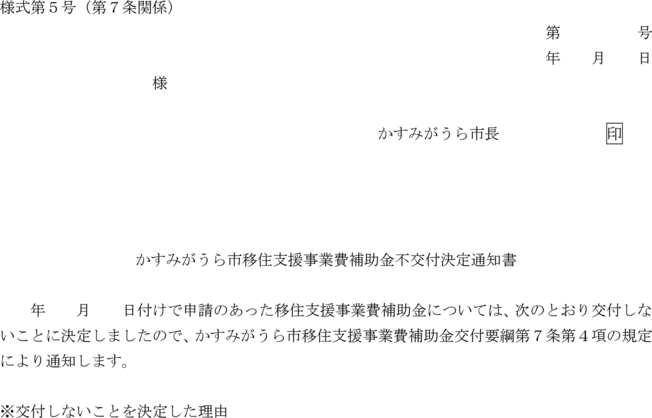 様式第５号（第７条関係）
第　　　　　号
年　　月　　日
様
かすみがうら市長　　　　　　　印
かすみがうら市移住支援事業費補助金不交付決定通知書
年　　月　　日付けで申請のあった移住支援事業費補助金については、次のとおり交付しな
いことに決定しましたので、かすみがうら市移住支援事業費補助金交付要綱第７条第４項の規定
により通知します。
※交付しないことを決定した理由